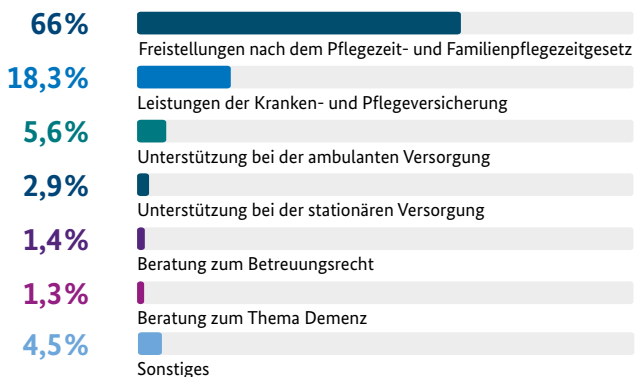 66%
Freistellungen nach dem Pflegezeit- und Familienpflegezeitgesetz
18,3%
Leistungen der Kranken- und Pflegeversicherung
5,6%
Unterstützung bei der ambulanten Versorgung
2,9%
Unterstützung bei der stationären Versorgung
1,4%
Beratung zum Betreuungsrecht
1,3%
Beratung zum Thema Demenz
4,5%
Sonstiges